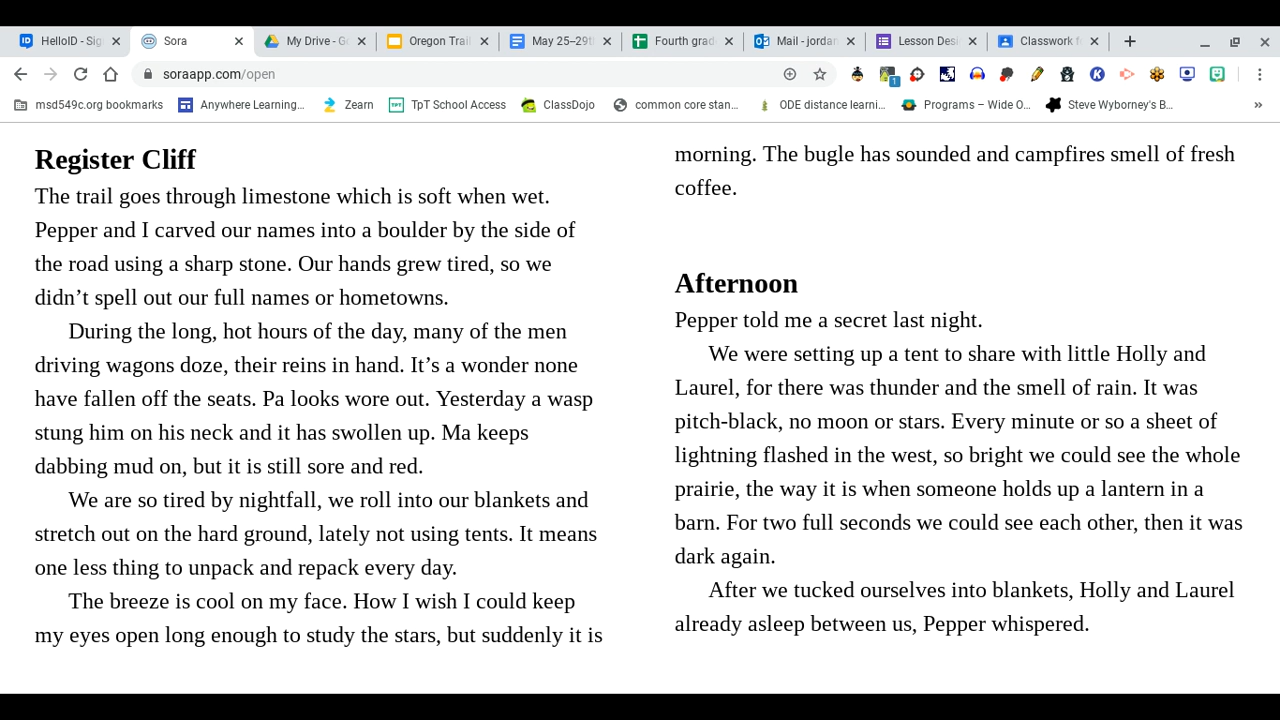 HelloID - Sig
Sora
My Drive - Go
Oregon Trail
May 25–29t
Fourth grad
Mail - jordan
Lesson Desi
Classwork f
soraapp.com/open
1
msd549c.org bookmarks
Anywhere Learning...
Zearn
TpT School Access
ClassDojo
common core stan...
ODE distance learni...
Programs – Wide O...
Steve Wyborney's B...
»
Register Cliff
The trail goes through limestone which is soft when wet.
Pepper and I carved our names into a boulder by the side of
the road using a sharp stone. Our hands grew tired, so we
didn’t spell out our full names or hometowns.
During the long, hot hours of the day, many of the men
driving wagons doze, their reins in hand. It’s a wonder none
have fallen off the seats. Pa looks wore out. Yesterday a wasp
stung him on his neck and it has swollen up. Ma keeps
dabbing mud on, but it is still sore and red.
We are so tired by nightfall, we roll into our blankets and
stretch out on the hard ground, lately not using tents. It means
one less thing to unpack and repack every day.
The breeze is cool on my face. How I wish I could keep
my eyes open long enough to study the stars, but suddenly it is
morning. The bugle has sounded and campfires smell of fresh
coffee.
Afternoon
Pepper told me a secret last night.
We were setting up a tent to share with little Holly and
Laurel, for there was thunder and the smell of rain. It was
pitch-black, no moon or stars. Every minute or so a sheet of
lightning flashed in the west, so bright we could see the whole
prairie, the way it is when someone holds up a lantern in a
barn. For two full seconds we could see each other, then it was
dark again.
After we tucked ourselves into blankets, Holly and Laurel
already asleep between us, Pepper whispered.